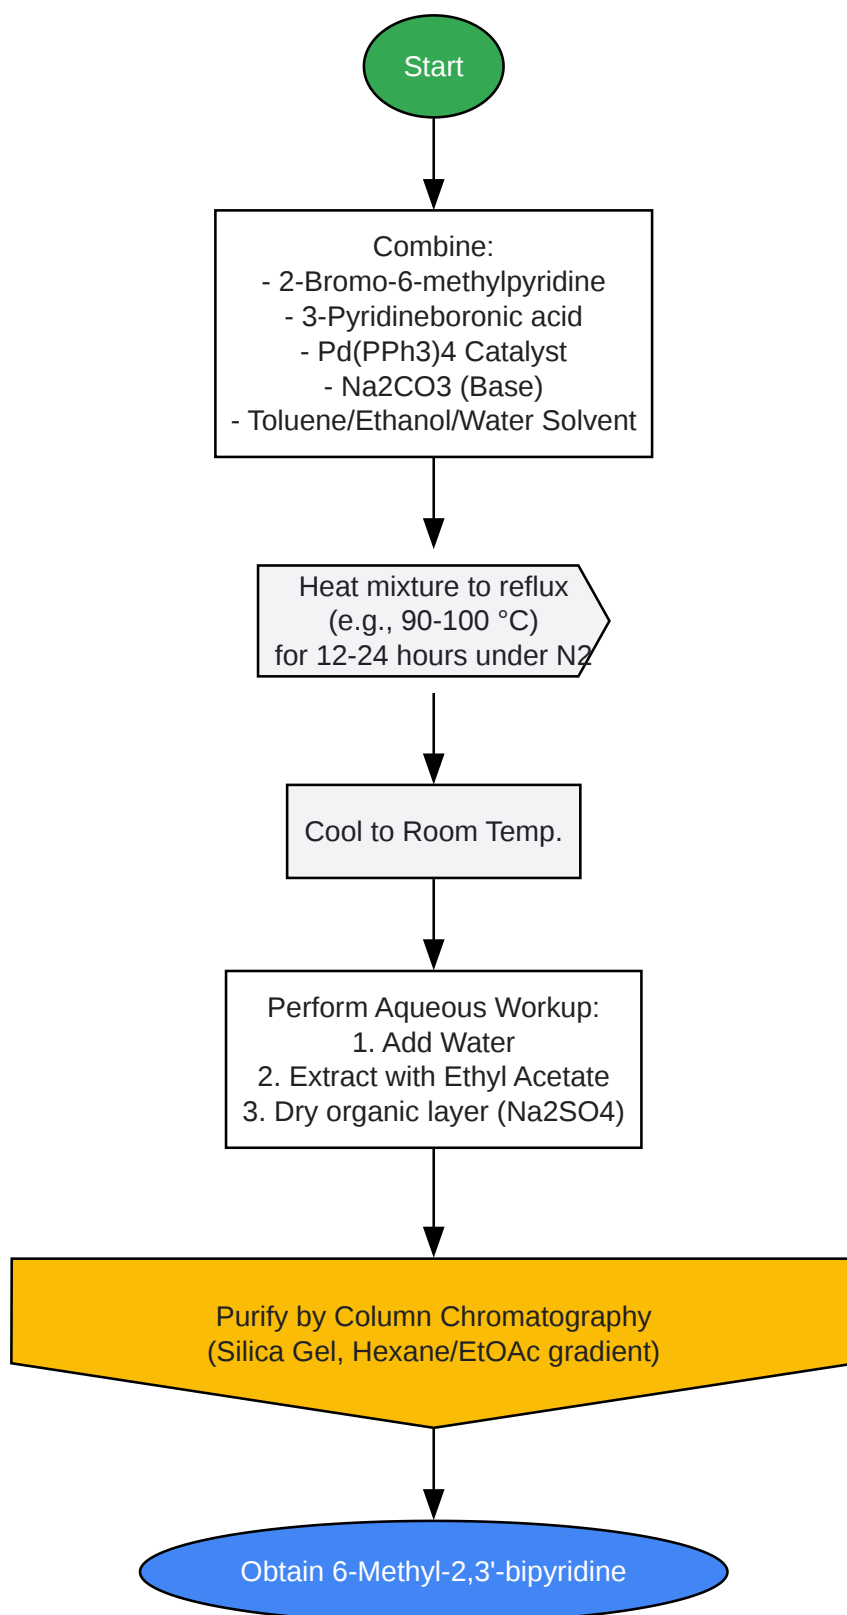 Start
Combine:
- 2-Bromo-6-methylpyridine
- 3-Pyridineboronic acid
- Pd(PPh3)4 Catalyst
- Na2CO3 (Base)
- Toluene/Ethanol/Water Solvent
Heat mixture to reflux
(e.g., 90-100 °C)
for 12-24 hours under N2
Cool to Room Temp.
Perform Aqueous Workup:
1. Add Water
2. Extract with Ethyl Acetate
3. Dry organic layer (Na2SO4)
Purify by Column Chromatography
(Silica Gel, Hexane/EtOAc gradient)
Obtain 6-Methyl-2,3'-bipyridine